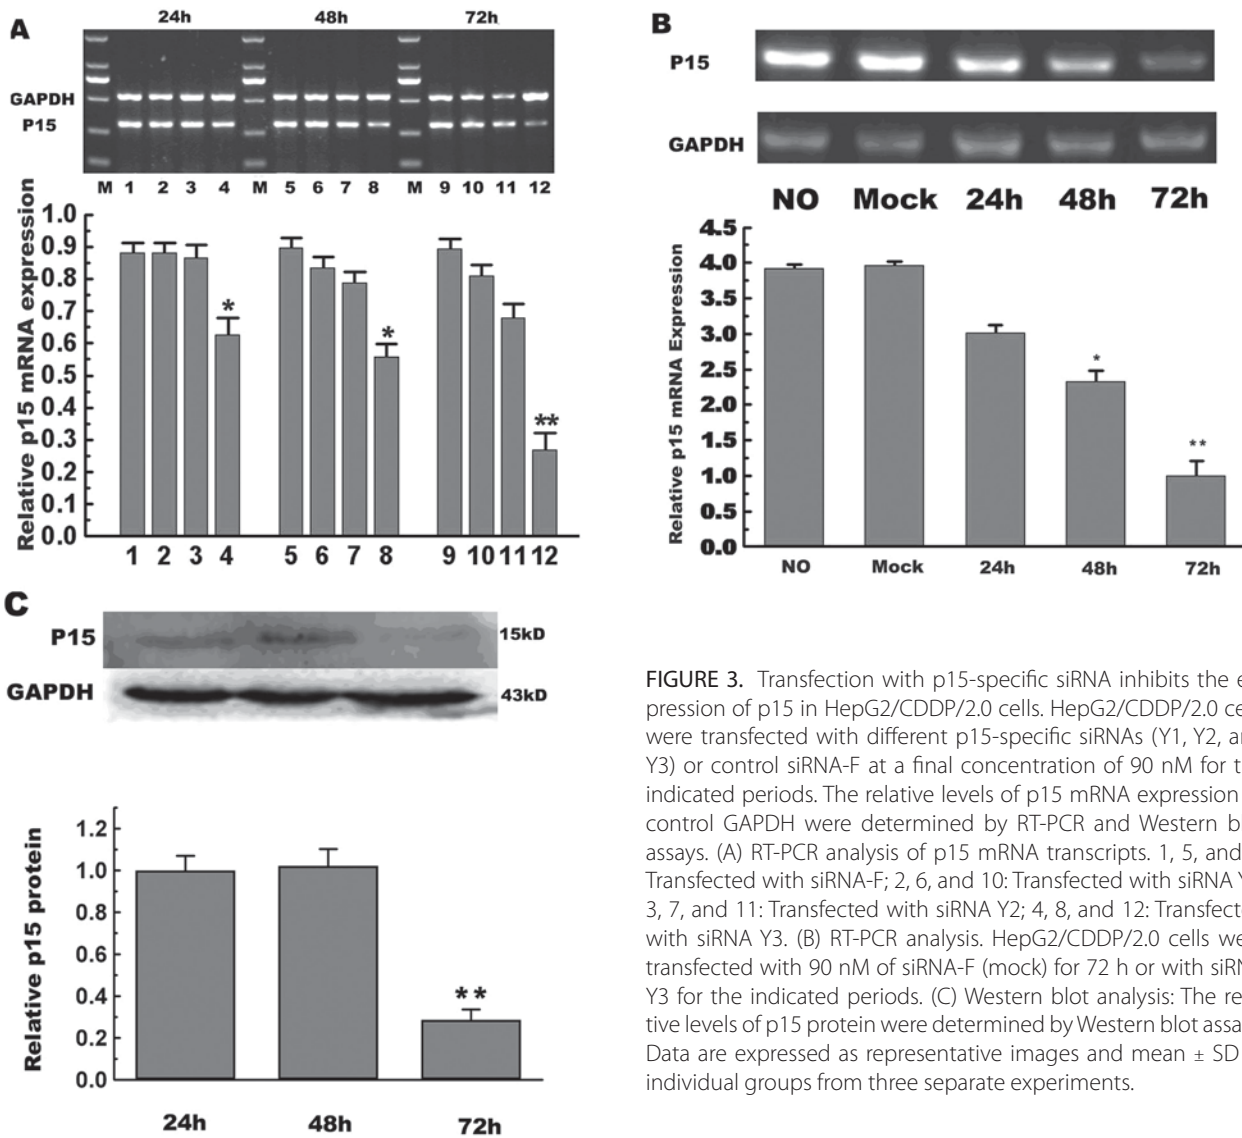 A
24h 48h 72h
GAPDH
P15
M 1 2 3 4 M 5 6 7 8 M 9 10 11 12
Relative p15 mRNA expression
1.0
0.9
0.8
0.7
0.6
0.5
0.4
0.3
0.2
0.1
0.0
*
*
**
1 2 3 4 5 6 7 8 9 10 11 12
B
P15
GAPDH
NO Mock 24h 48h 72h
Relative p15 mRNA Expression
4.5
4.0
3.5
3.0
2.5
2.0
1.5
1.0
0.5
0.0
*
**
NO Mock 24h 48h 72h
C
P15 15kD
GAPDH 43kD
Relative p15 protein
1.2
1.0
0.8
0.6
0.4
0.2
0.0
**
24h 48h 72h
FIGURE 3. Transfection with p15-specific siRNA inhibits the e
pression of p15 in HepG2/CDDP/2.0 cells. HepG2/CDDP/2.0 ce
were transfected with different p15-specific siRNAs (Y1, Y2, a
Y3) or control siRNA-F at a final concentration of 90 nM for t
indicated periods. The relative levels of p15 mRNA expression
control GAPDH were determined by RT-PCR and Western b
assays. (A) RT-PCR analysis of p15 mRNA transcripts. 1, 5, and
Transfected with siRNA-F; 2, 6, and 10: Transfected with siRNA Y
3, 7, and 11: Transfected with siRNA Y2; 4, 8, and 12: Transfect
with siRNA Y3. (B) RT-PCR analysis. HepG2/CDDP/2.0 cells we
transfected with 90 nM of siRNA-F (mock) for 72 h or with siRN
Y3 for the indicated periods. (C) Western blot analysis: The re
tive levels of p15 protein were determined by Western blot assa
Data are expressed as representative images and mean ± SD
individual groups from three separate experiments.